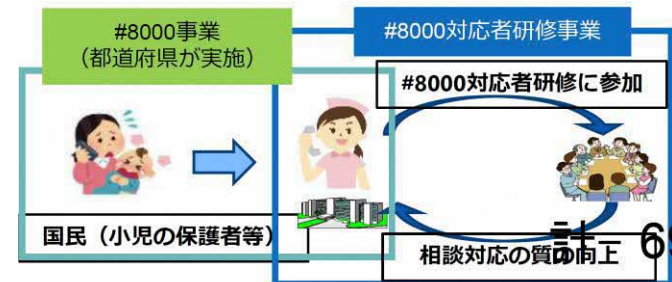 #8000事業
（都道府県が実施）
#8000対応者研修事業
#8000対応者研修に参加
国民（小児の保護者等）
相談対応の質の向上
計－ 69